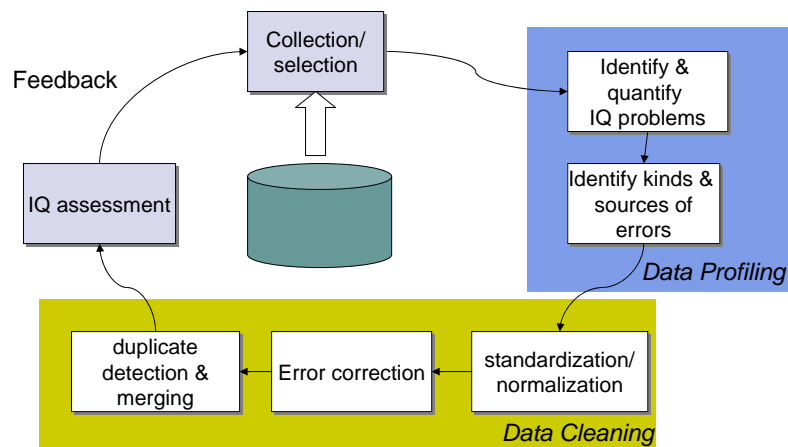 Collection/
selection
Feedback
Identify &
quantify
IQ problems
IQ assessment
Identify kinds &
sources of
errors
Data Profiling
duplicate
detection &
merging
Error correction
standardization/
normalization
Data Cleaning